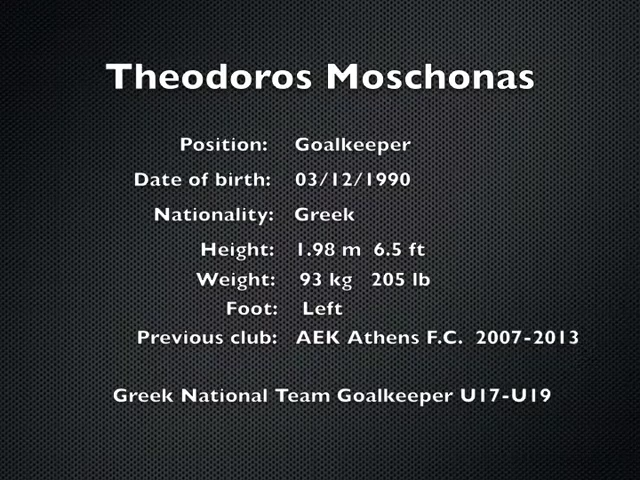 Theodoros Moschonas
Position: Goalkeeper
Date of birth: 03/12/1990
Nationality: Greek
Height: 1.98 m 6.5 ft
Weight: 93 kg 205 lb
Foot: Left
Previous club: AEK Athens F.C. 2007-2013
Greek National Team Goalkeeper U17-U19